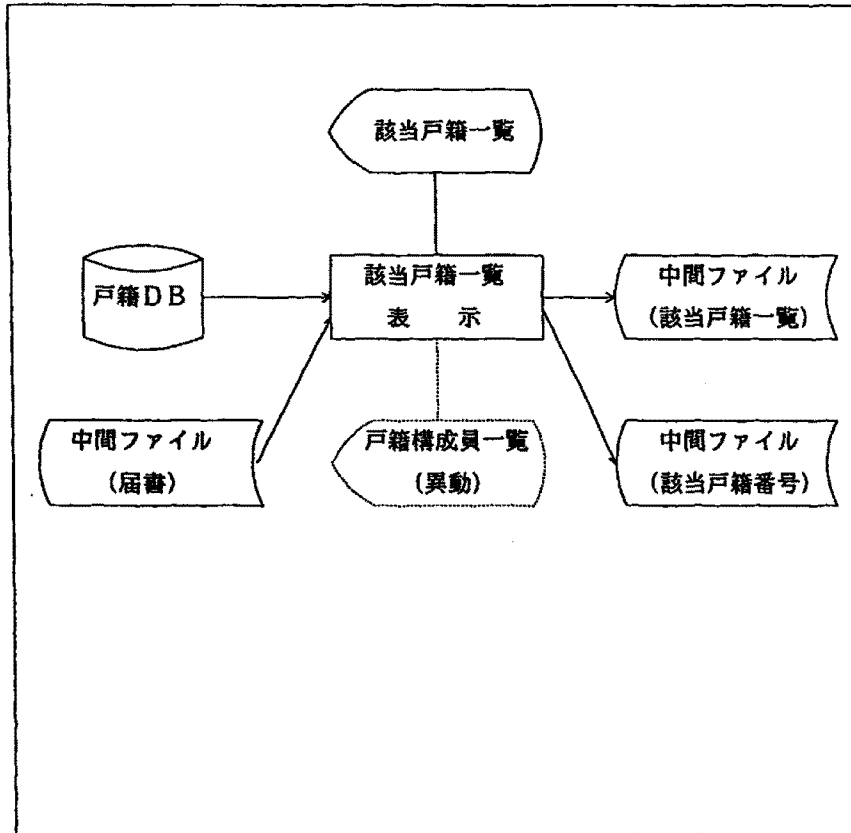 該当戸籍一覧
戸籍DB
該当戸籍一覧
表　示
中間ファイル
(該当戸籍一覧)
中間ファイル
(届書)
戸籍構成員一覧
(異動)
中間ファイル
(該当戸籍番号)